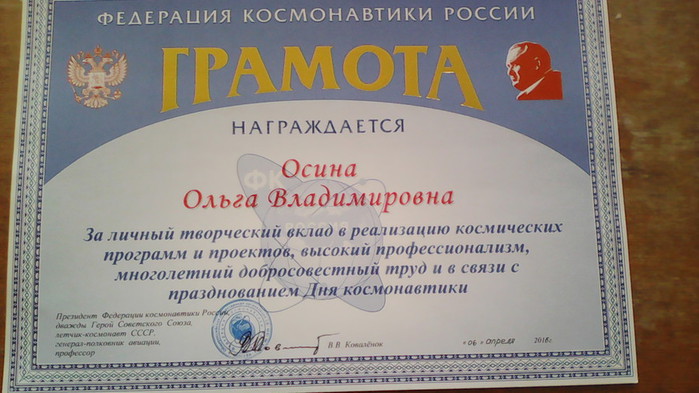 ФЕДЕРАЦИЯ КОСМОНАВТИКИ РОССИИ
ГРАМОТА
НАГРАЖДАЕТСЯ
Осина
Ольга Владимировна
За личный творческий вклад в реализацию космических
программ и проектов, высокий профессионализм,
многолетний добросовестный труд и в связи с
празднованием Дня космонавтики
Президент Федерации космонавтики России,
дважды Герой Советского Союза,
летчик-космонавт СССР,
генерал-полковник авиации,
профессор
В.В. Ковалёнок
« 06 » апреля 2018г.